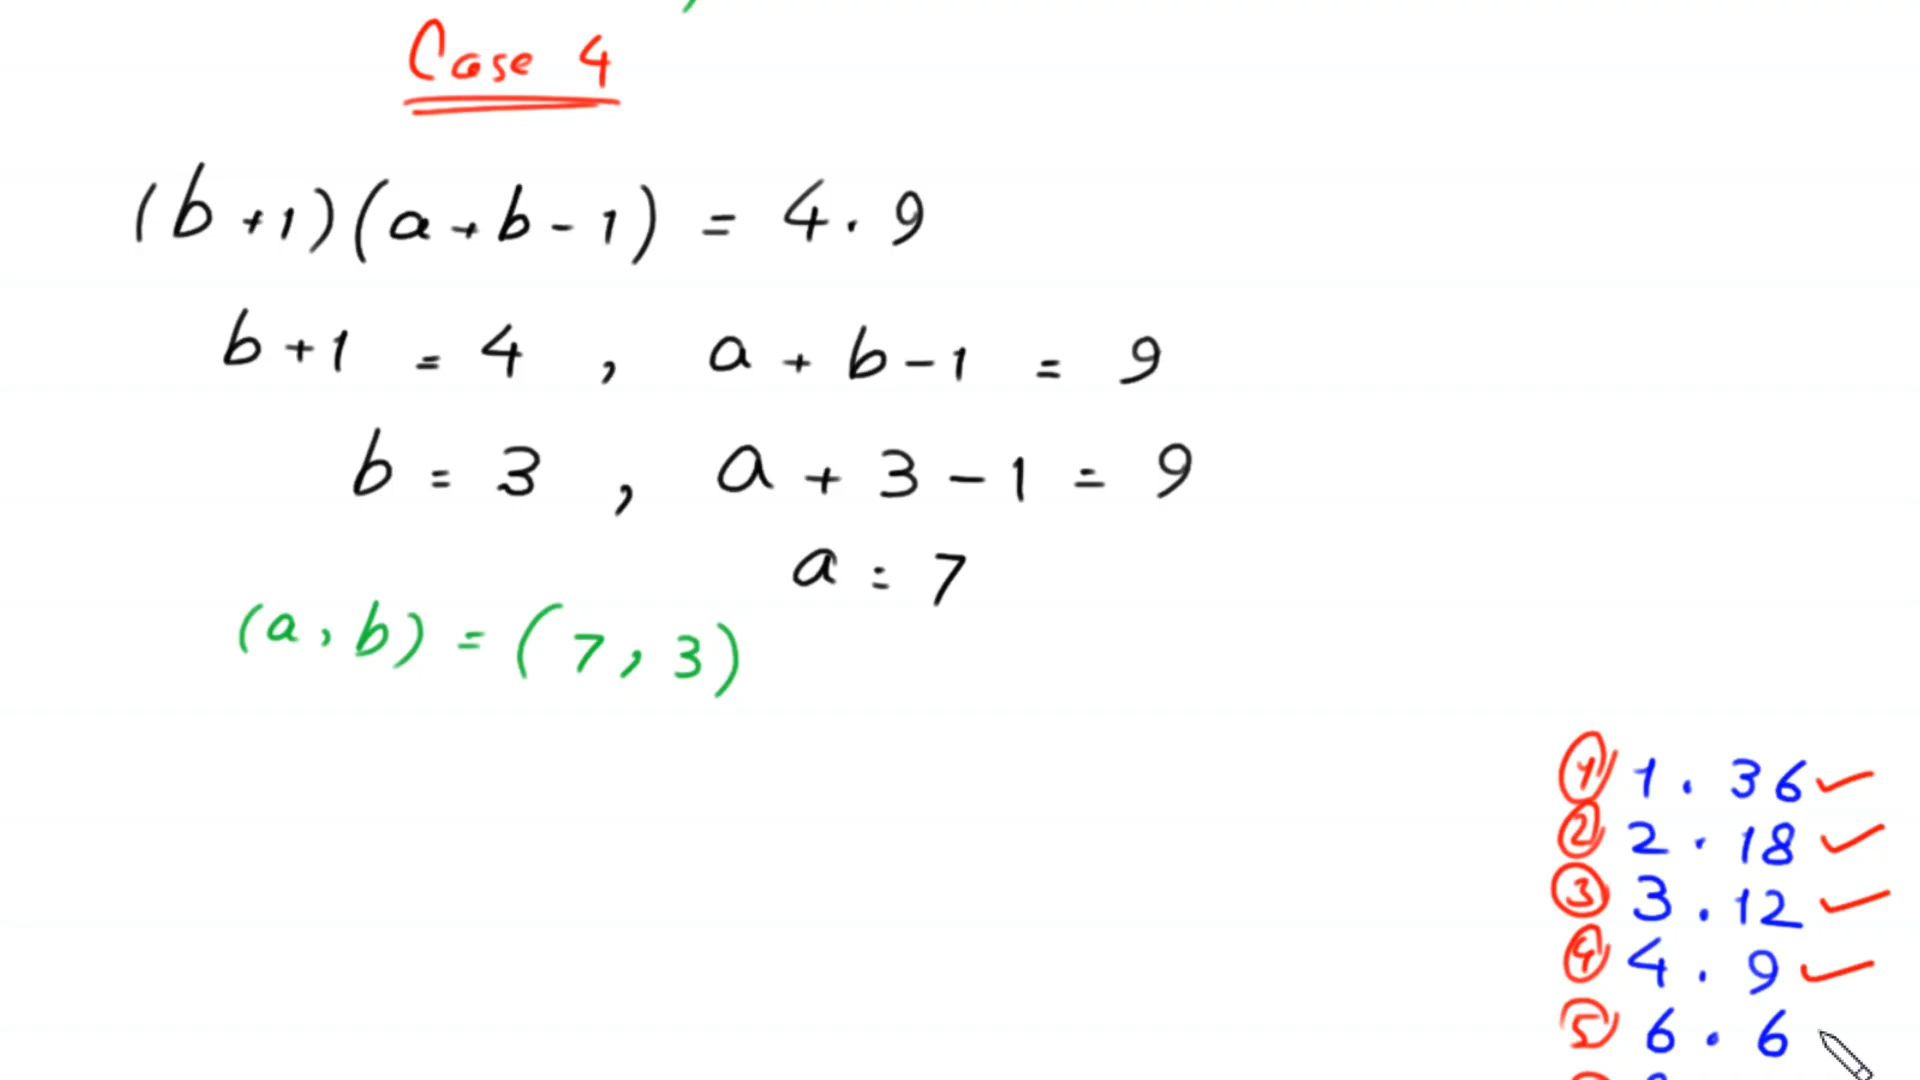 Case 4
(b+1)(a+b-1) = 4.9
b+1 = 4 , a+b-1 = 9
b = 3 , a+3-1 = 9
a = 7
(a,b) = (7,3)
① 1.36 ✓
② 2.18 ✓
③ 3.12 ✓
④ 4.9 ✓
⑤ 6.6